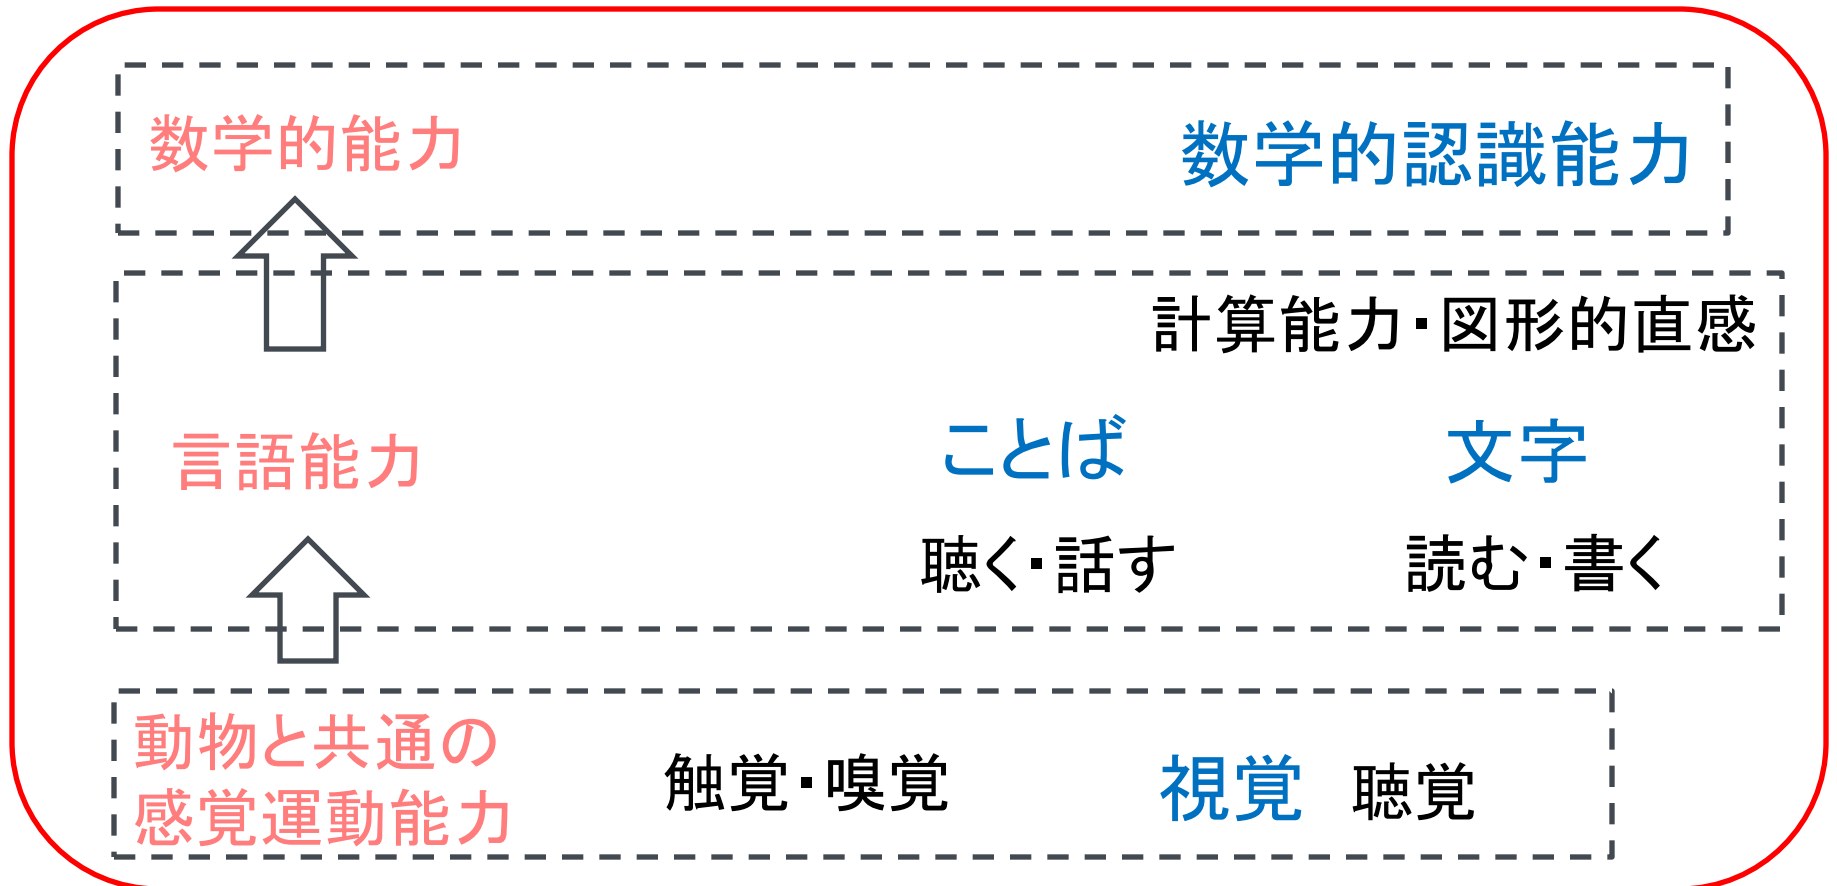 数学的能力
数学的認識能力
計算能力・図形的直感
言語能力
ことば
文字
聴く・話す
読む・書く
動物と共通の
感覚運動能力
触覚・嗅覚
視覚
聴覚